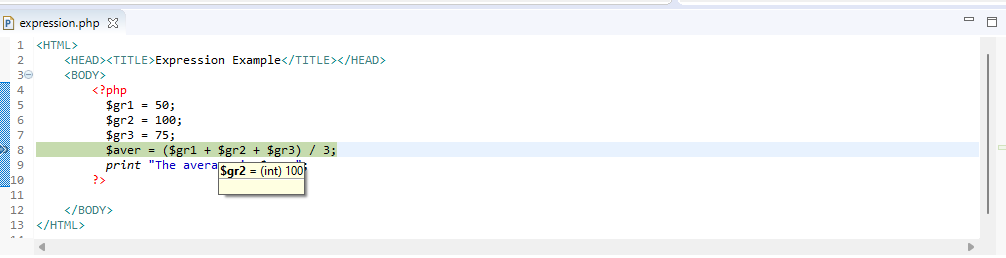 expression.php
1 <HTML>
2 <HEAD><TITLE>Expression Example</TITLE></HEAD>
3 <BODY>
4 <?php
5 $gr1 = 50;
6 $gr2 = 100;
7 $gr3 = 75;
8 $aver = ($gr1 + $gr2 + $gr3) / 3;
9 print "The avera
$gr2 = (int) 100
10 ?>
11
12 </BODY>
13 </HTML>